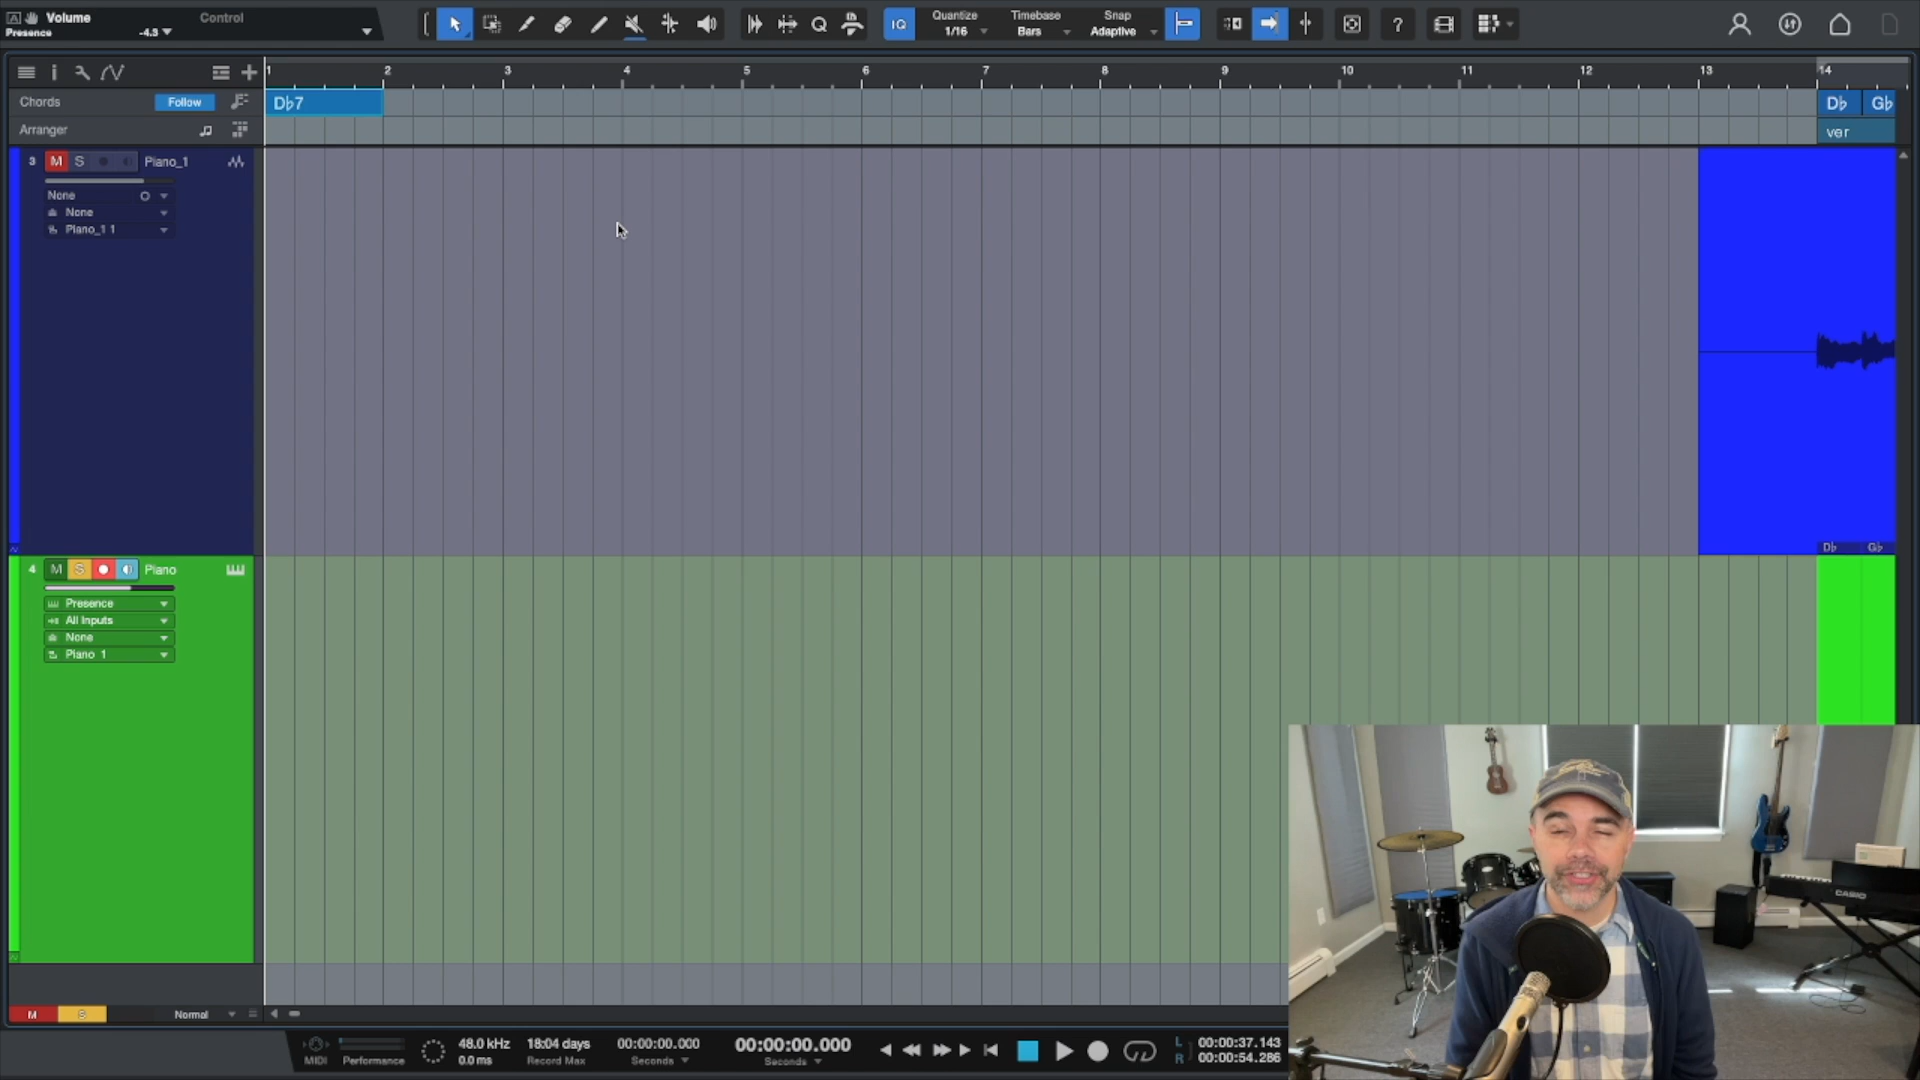 Volume Control
Presence -4.3
IQ
Quantize Timebase Snap
1/16 Bars Adaptive
?
1 2 3 4 5 6 7 8 9 10 11 12 13 14
Chords Follow D♭7 D♭ G♭
Arranger ver
3 M S Piano_1
None
None
Piano_1 1
D♭ G♭
4 M S Piano
Presence
All Inputs
None
Piano 1
CASIO
M S Normal
48.0 kHz 18:04 days 00:00:00.000 00:00:00.000 L 00:00:37.143
MIDI Performance 0.0 ms Record Max Seconds Seconds R 00:00:54.286